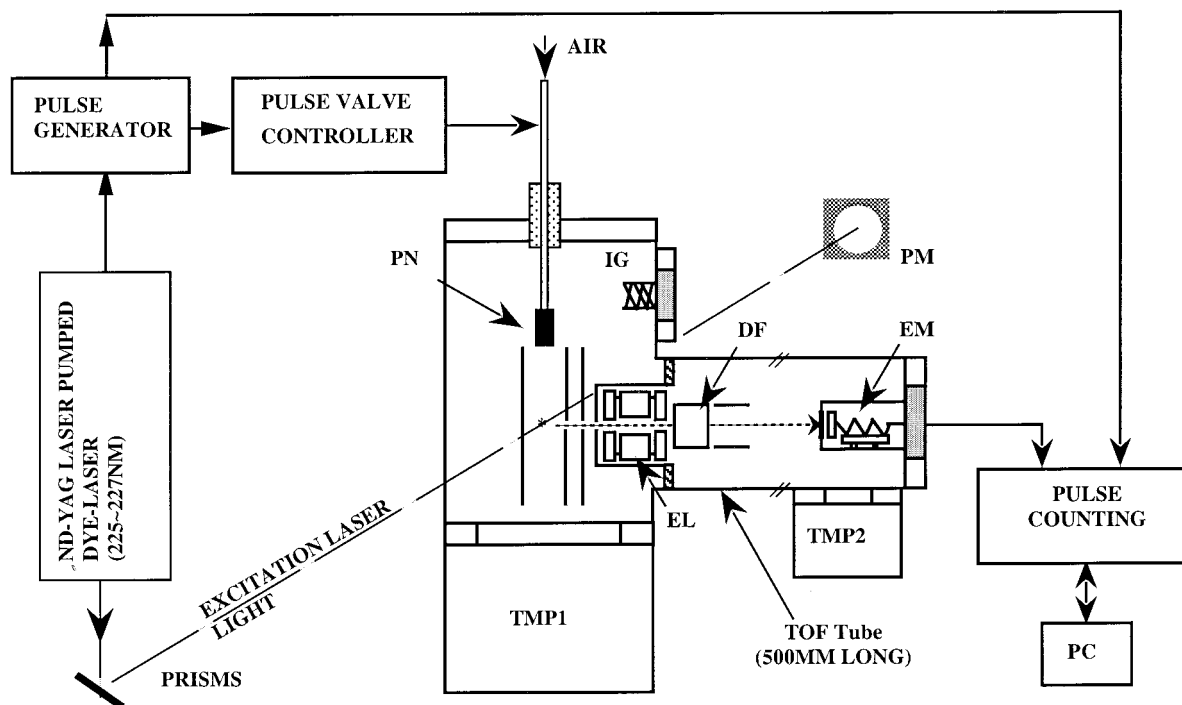 AIR
PULSE
GENERATOR
PULSE VALVE
CONTROLLER
PN
IG
PM
DF
EM
ND-YAG LASER PUMPED
DYE-LASER
(225~227NM)
EXCITATION LASER
LIGHT
EL
PULSE
COUNTING
TMP2
TMP1
TOF Tube
(500MM LONG)
PC
PRISMS